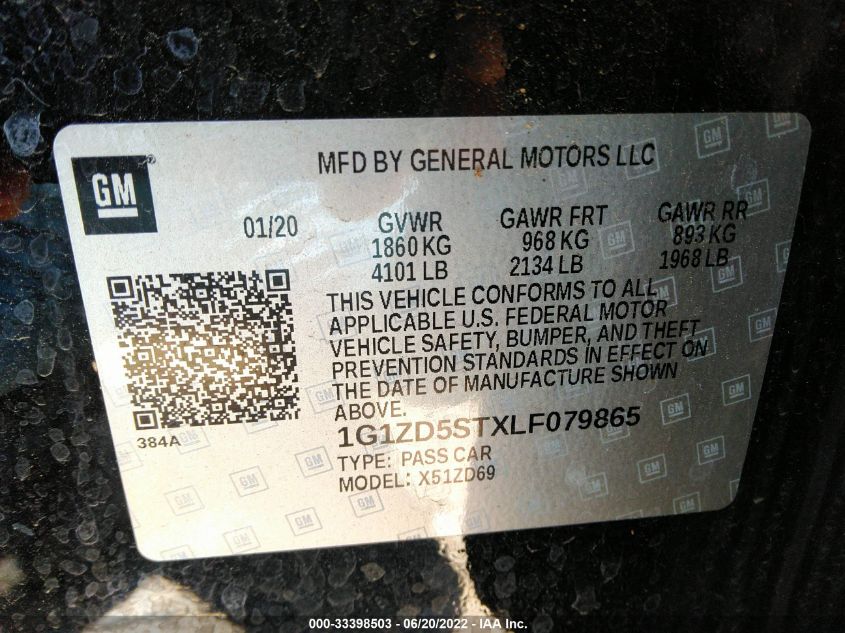 GM
MFD BY GENERAL MOTORS LLC
01/20
GVWR
1860 KG
4101 LB
GAWR FRT
968 KG
2134 LB
GAWR RR
893 KG
1968 LB
THIS VEHICLE CONFORMS TO ALL
APPLICABLE U.S. FEDERAL MOTOR
VEHICLE SAFETY, BUMPER, AND THEFT
PREVENTION STANDARDS IN EFFECT ON
THE DATE OF MANUFACTURE SHOWN
ABOVE.
384A
1G1ZD5STXLF079865
TYPE: PASS CAR
MODEL: X51ZD69
000-33398503 - 06/20/2022 - IAA Inc.